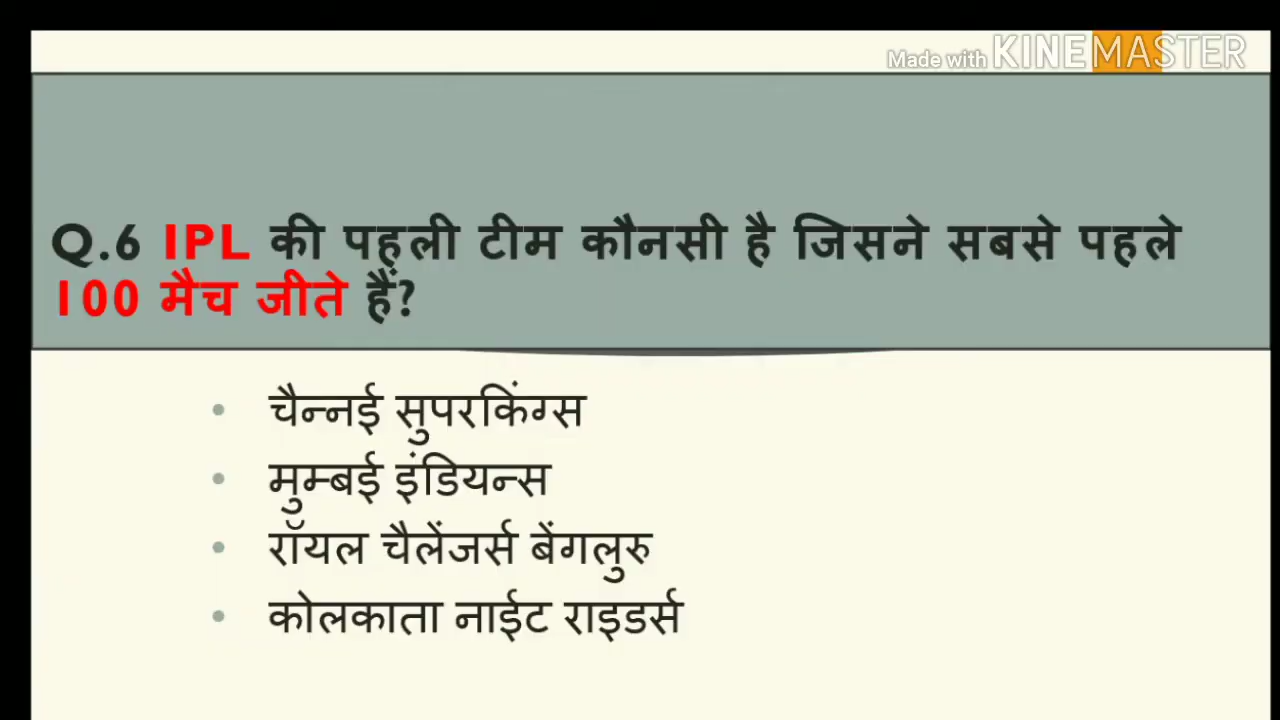 Made with KINEMASTER
Q.6 IPL की पहली टीम कौनसी है जिसने सबसे पहले
100 मैच जीते हैं?
• चैन्नई सुपरकिंग्स
• मुम्बई इंडियन्स
• रॉयल चैलेंजर्स बेंगलुरु
• कोलकाता नाईट राइडर्स